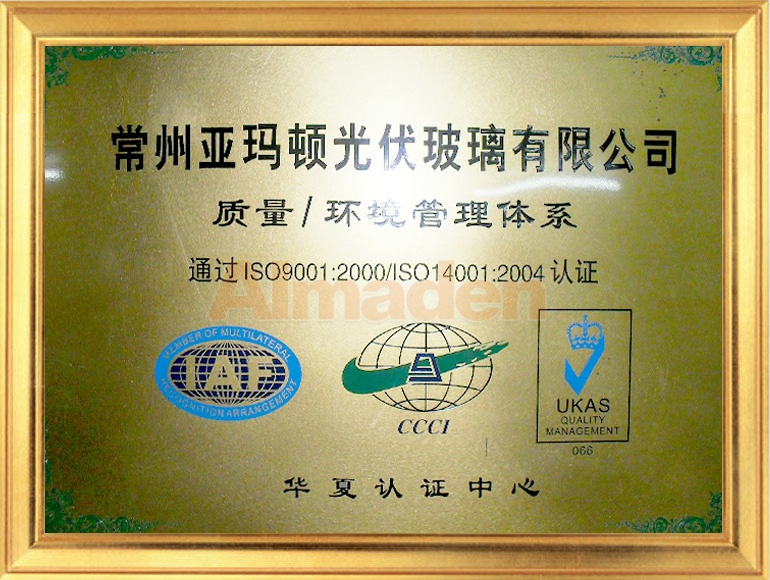 常州亚玛顿光伏玻璃有限公司
质量/环境管理体系
通过ISO9001:2000/ISO14001:2004认证
Almaden
MEMBER OF MULTILATERAL
IAF
RECOGNITION ARRANGEMENT
CCCI
UKAS
QUALITY
MANAGEMENT
066
华夏认证中心